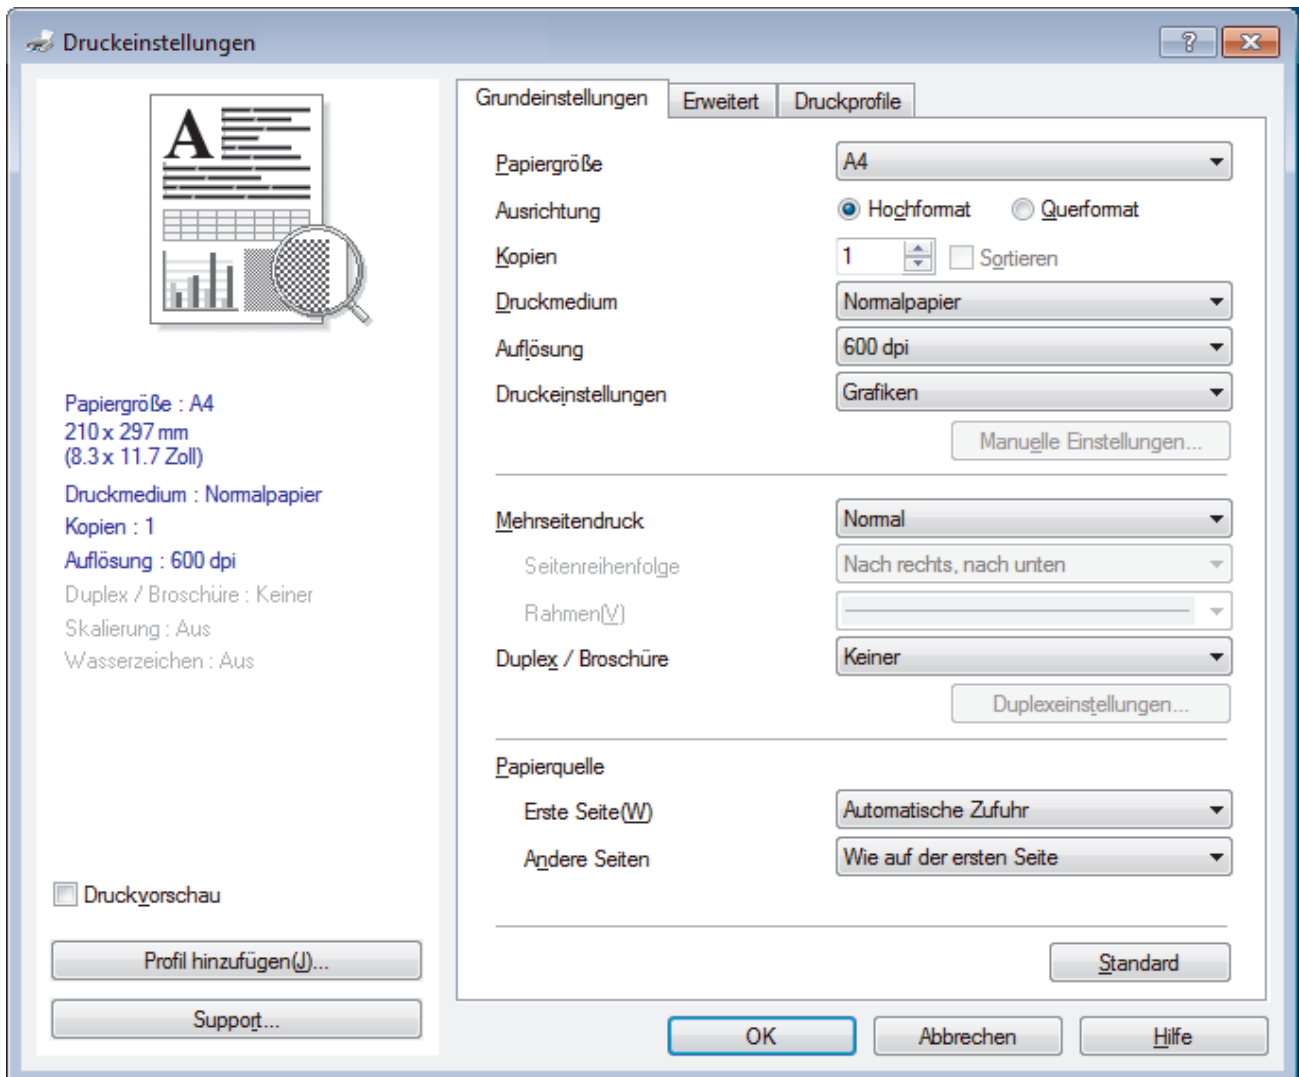 Druckeinstellungen
?
A
Papiergröße : A4
210 x 297 mm
(8.3 x 11.7 Zoll)
Druckmedium : Normalpapier
Kopien : 1
Auflösung : 600 dpi
Duplex / Broschüre : Keiner
Skalierung : Aus
Wasserzeichen : Aus
Druckvorschau
Profil hinzufügen(J)...
Support...
Grundeinstellungen Erweitert Druckprofile
Papiergröße A4
Ausrichtung Hochformat Querformat
Kopien 1 Sortieren
Druckmedium Normalpapier
Auflösung 600 dpi
Druckeinstellungen Grafiken
Manuelle Einstellungen...
Mehrseitendruck Normal
Seitenreihenfolge Nach rechts, nach unten
Rahmen(V)
Duplex / Broschüre Keiner
Duplexeinstellungen...
Papierquelle
Erste Seite(W) Automatische Zufuhr
Andere Seiten Wie auf der ersten Seite
Standard
OK Abbrechen Hilfe